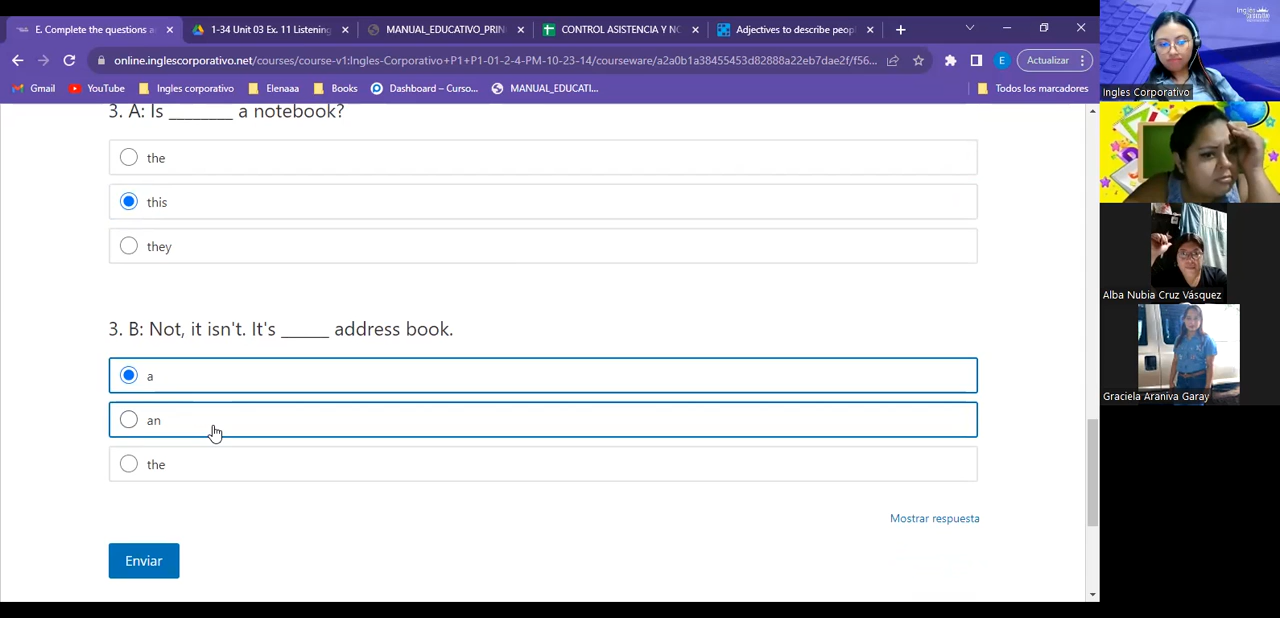 E. Complete the questions a
1-34 Unit 03 Ex. 11 Listening
MANUAL_EDUCATIVO_PRIN
CONTROL ASISTENCIA Y NO
Adjectives to describe peopl
online.inglescorporativo.net/courses/course-v1:Ingles-Corporativo+P1+P1-01-2-4-PM-10-23-14/courseware/a2a0b1a38455453d82888a22eb7dae2f/f56...
E
Actualizar
Gmail
YouTube
Ingles corporativo
Elenaaa
Books
Dashboard – Curso...
MANUAL_EDUCATI...
Todos los marcadores
3. A: Is ________ a notebook?
the
this
they
3. B: Not, it isn't. It's ______ address book.
a
an
the
Mostrar respuesta
Enviar
Ingles Corporativo
Alba Nubia Cruz Vásquez
Graciela Araniva Garay